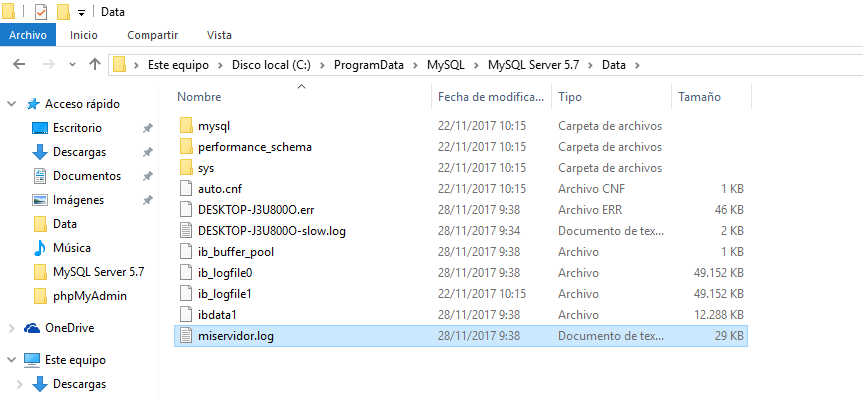 Data
Archivo Inicio Compartir Vista
Este equipo Disco local (C:) ProgramData MySQL MySQL Server 5.7 Data
Acceso rápido
Escritorio
Descargas
Documentos
Imágenes
Data
Música
MySQL Server 5.7
phpMyAdmin
OneDrive
Este equipo
Descargas
Nombre Fecha de modifica... Tipo Tamaño
mysql 22/11/2017 10:15 Carpeta de archivos
performance_schema 22/11/2017 10:15 Carpeta de archivos
sys 22/11/2017 10:15 Carpeta de archivos
auto.cnf 22/11/2017 10:15 Archivo CNF 1 KB
DESKTOP-J3U800O.err 28/11/2017 9:38 Archivo ERR 46 KB
DESKTOP-J3U800O-slow.log 28/11/2017 9:34 Documento de tex... 2 KB
ib_buffer_pool 28/11/2017 9:38 Archivo 1 KB
ib_logfile0 28/11/2017 9:38 Archivo 49.152 KB
ib_logfile1 22/11/2017 10:15 Archivo 49.152 KB
ibdata1 28/11/2017 9:38 Archivo 12.288 KB
miservidor.log 28/11/2017 9:38 Documento de tex... 29 KB